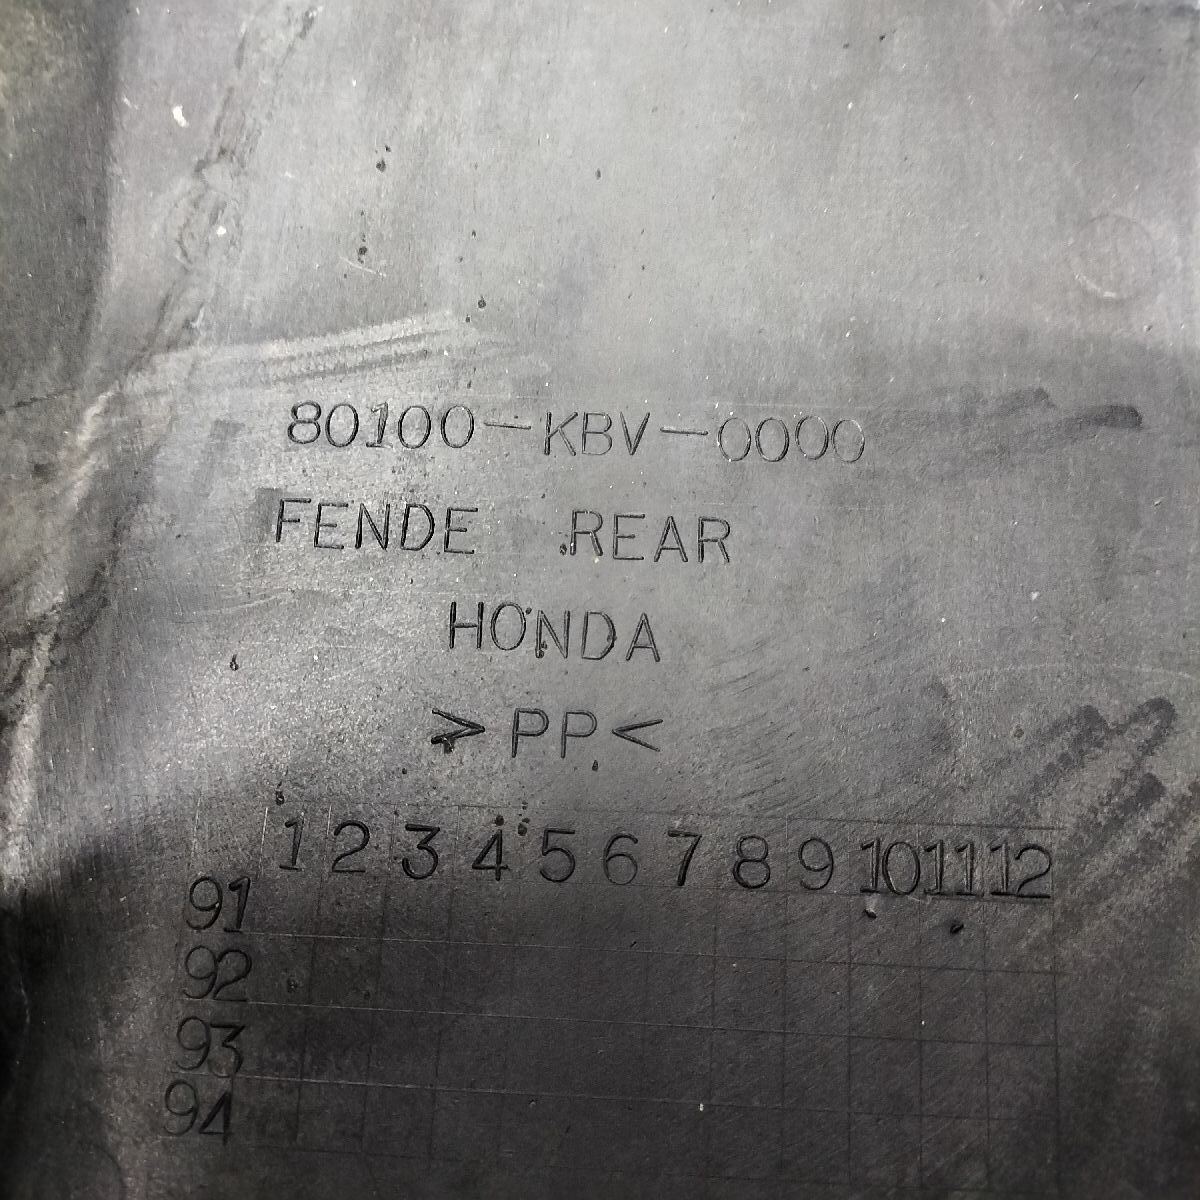 80100-KBV-0000
FENDE REAR
HONDA
>PP<
1 2 3 4 5 6 7 8 9 10 11 12
91
92
93
94